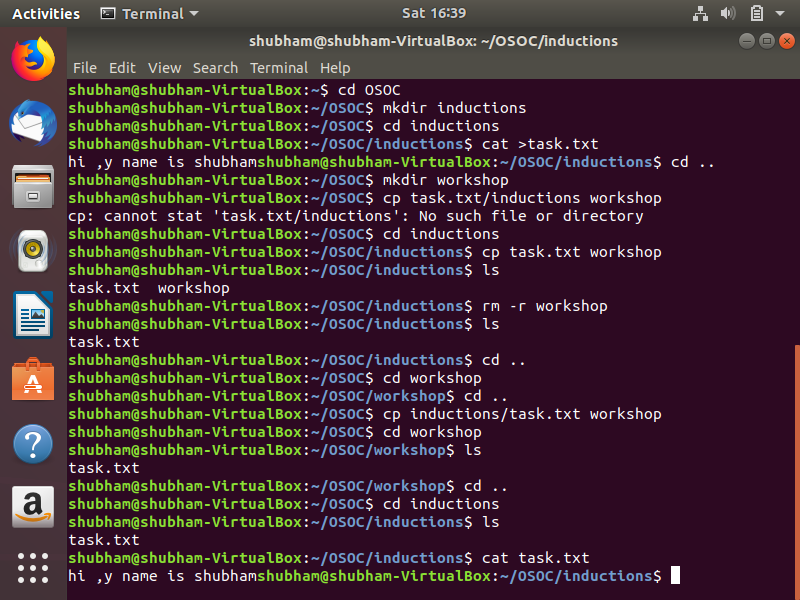 Activities Terminal Sat 16:39
shubham@shubham-VirtualBox: ~/OSOC/inductions
File Edit View Search Terminal Help
shubham@shubham-VirtualBox:~$ cd OSOC
shubham@shubham-VirtualBox:~/OSOC$ mkdir inductions
shubham@shubham-VirtualBox:~/OSOC$ cd inductions
shubham@shubham-VirtualBox:~/OSOC/inductions$ cat >task.txt
hi ,y name is shubhamshubham@shubham-VirtualBox:~/OSOC/inductions$ cd ..
shubham@shubham-VirtualBox:~/OSOC$ mkdir workshop
shubham@shubham-VirtualBox:~/OSOC$ cp task.txt/inductions workshop
cp: cannot stat 'task.txt/inductions': No such file or directory
shubham@shubham-VirtualBox:~/OSOC$ cd inductions
shubham@shubham-VirtualBox:~/OSOC/inductions$ cp task.txt workshop
shubham@shubham-VirtualBox:~/OSOC/inductions$ ls
task.txt  workshop
shubham@shubham-VirtualBox:~/OSOC/inductions$ rm -r workshop
shubham@shubham-VirtualBox:~/OSOC/inductions$ ls
task.txt
shubham@shubham-VirtualBox:~/OSOC/inductions$ cd ..
shubham@shubham-VirtualBox:~/OSOC$ cd workshop
shubham@shubham-VirtualBox:~/OSOC/workshop$ cd ..
shubham@shubham-VirtualBox:~/OSOC$ cp inductions/task.txt workshop
shubham@shubham-VirtualBox:~/OSOC$ cd workshop
shubham@shubham-VirtualBox:~/OSOC/workshop$ ls
task.txt
shubham@shubham-VirtualBox:~/OSOC/workshop$ cd ..
shubham@shubham-VirtualBox:~/OSOC$ cd inductions
shubham@shubham-VirtualBox:~/OSOC/inductions$ ls
task.txt
shubham@shubham-VirtualBox:~/OSOC/inductions$ cat task.txt
hi ,y name is shubhamshubham@shubham-VirtualBox:~/OSOC/inductions$